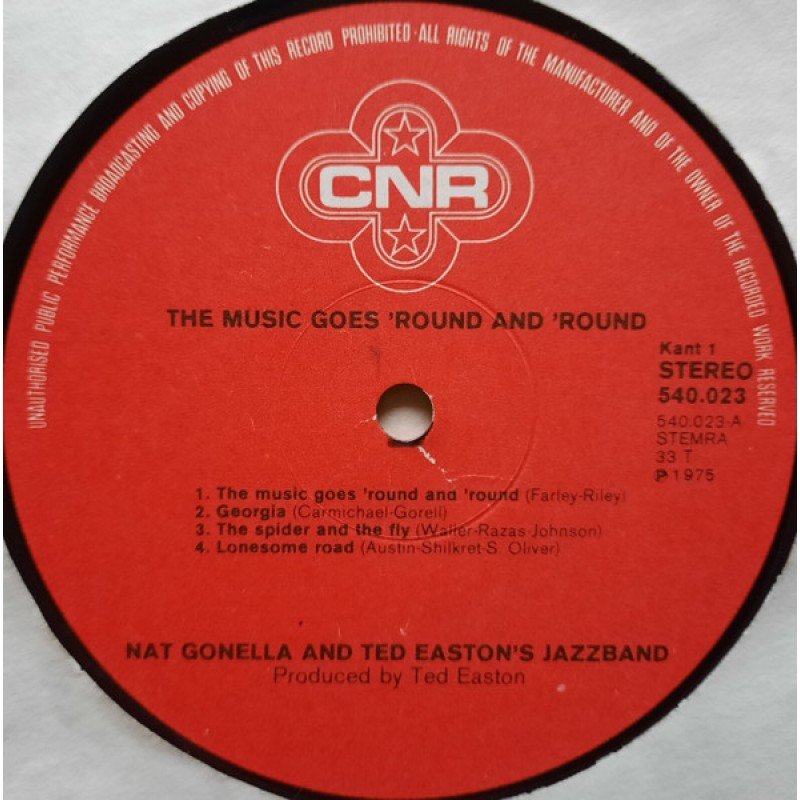 UNAUTHORISED PUBLIC PERFORMANCE BROADCASTING AND COPYING OF THIS RECORD PROHIBITED · ALL RIGHTS OF THE MANUFACTURER AND OF THE OWNER OF THE RECORDED WORK RESERVED
CNR
THE MUSIC GOES 'ROUND AND 'ROUND
Kant 1
STEREO
540.023
540.023-A
STEMRA
33 T
℗ 1975
1. The music goes 'round and 'round (Farley-Riley)
2. Georgia (Carmichael-Gorell)
3. The spider and the fly (Waller-Razas-Johnson)
4. Lonesome road (Austin-Shilkret-S. Oliver)
NAT GONELLA AND TED EASTON'S JAZZBAND
Produced by Ted Easton